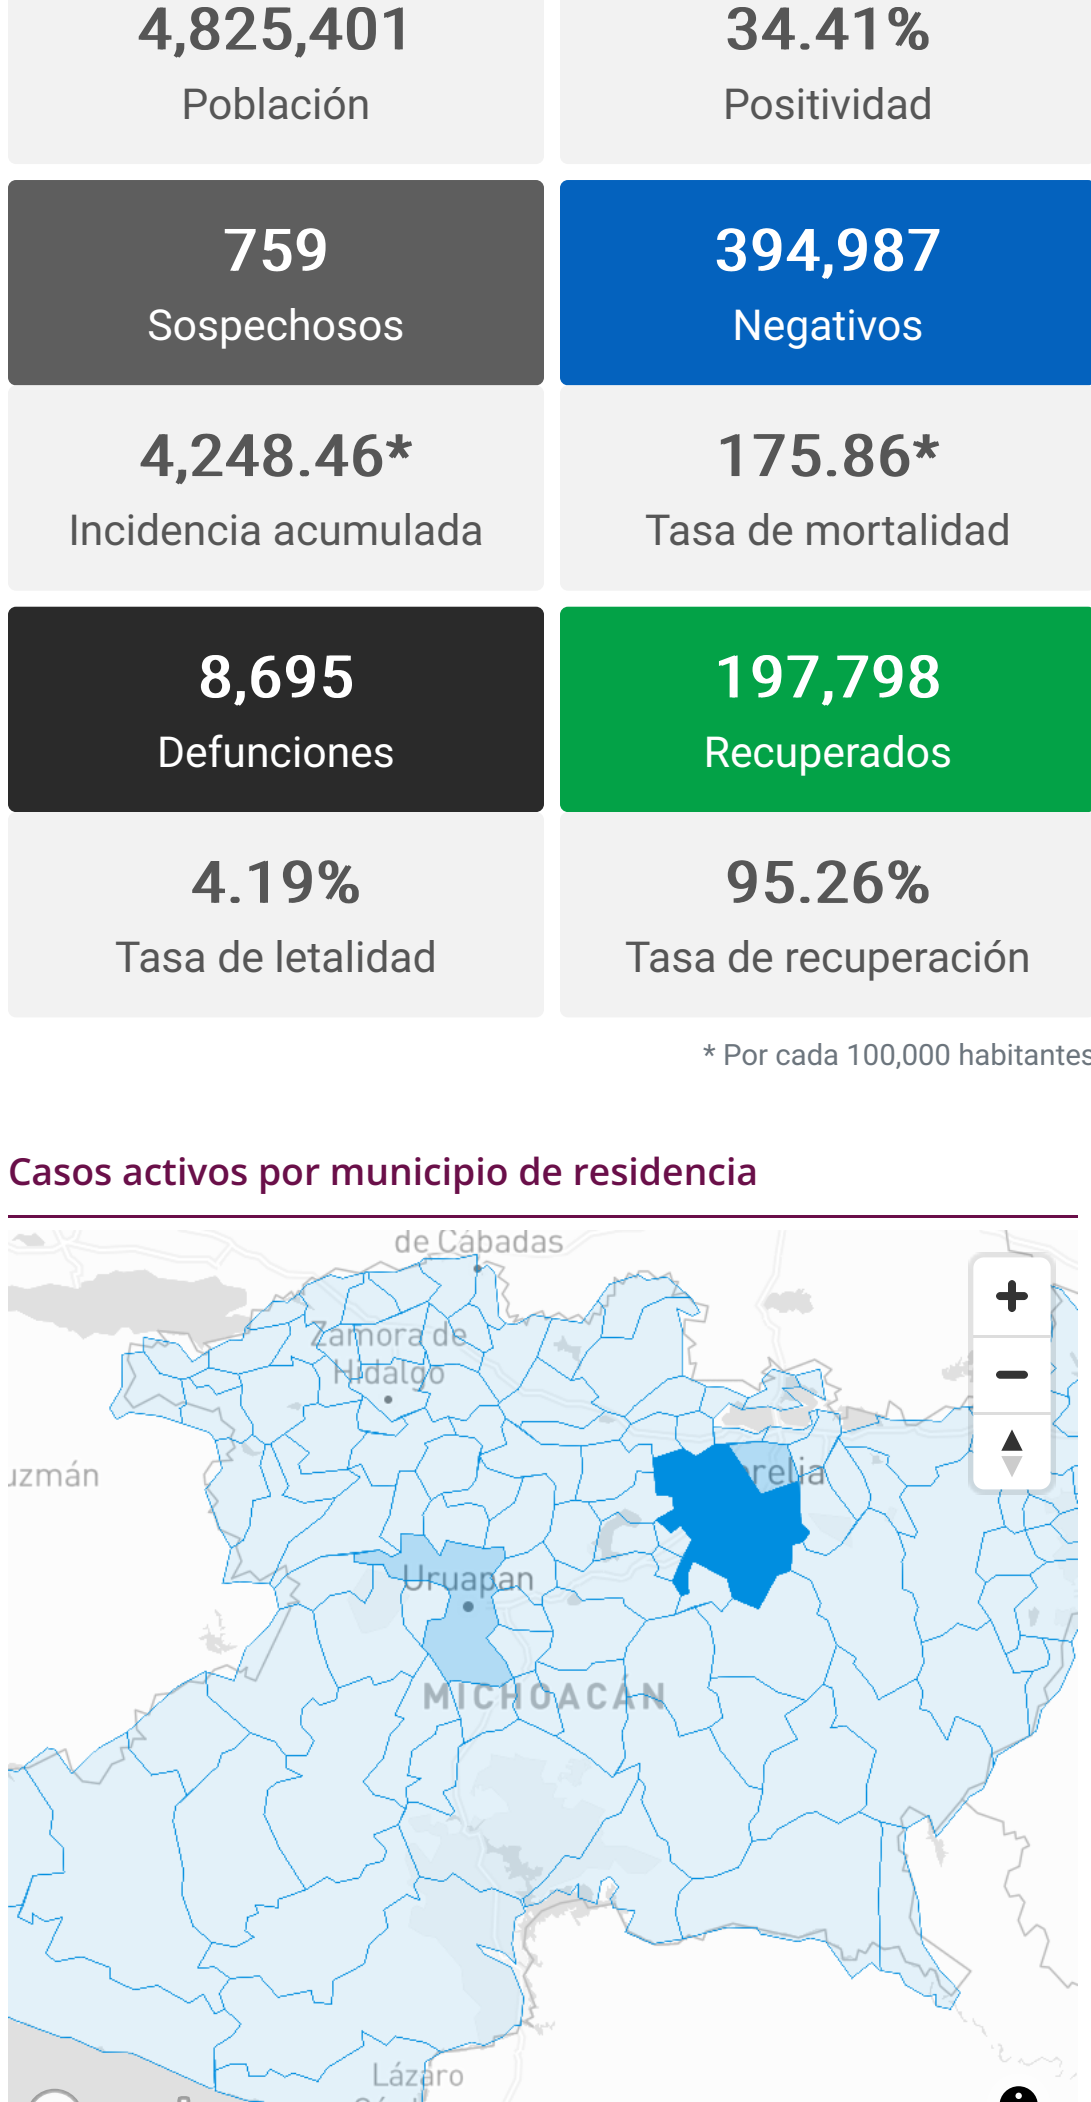 4,825,401
Población
34.41%
Positividad
759
Sospechosos
394,987
Negativos
4,248.46*
Incidencia acumulada
175.86*
Tasa de mortalidad
8,695
Defunciones
197,798
Recuperados
4.19%
Tasa de letalidad
95.26%
Tasa de recuperación
* Por cada 100,000 habitantes
Casos activos por municipio de residencia
de Cábadas
Zamora de
Hidalgo
uzmán
relia
Uruapan
MICHOACÁN
Lázaro